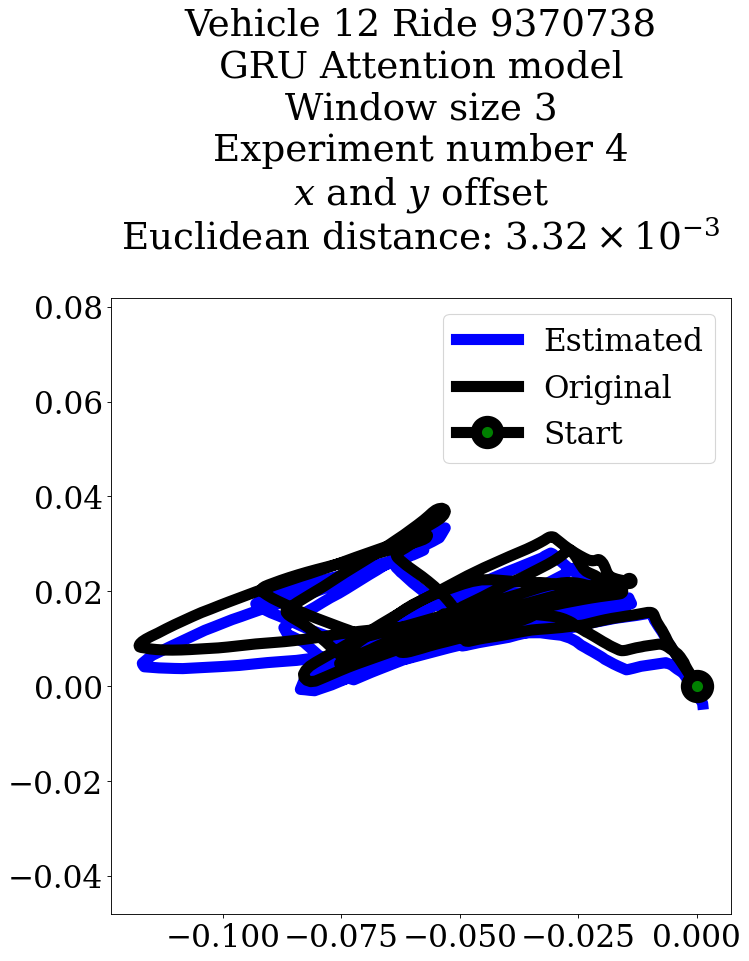 Vehicle 12 Ride 9370738
GRU Attention model
Window size 3
Experiment number 4
x and y offset
Euclidean distance: 3.32 × 10⁻³
0.08
0.06
0.04
0.02
0.00
−0.02
−0.04
Estimated
Original
Start
−0.100
−0.075
−0.050
−0.025
0.000